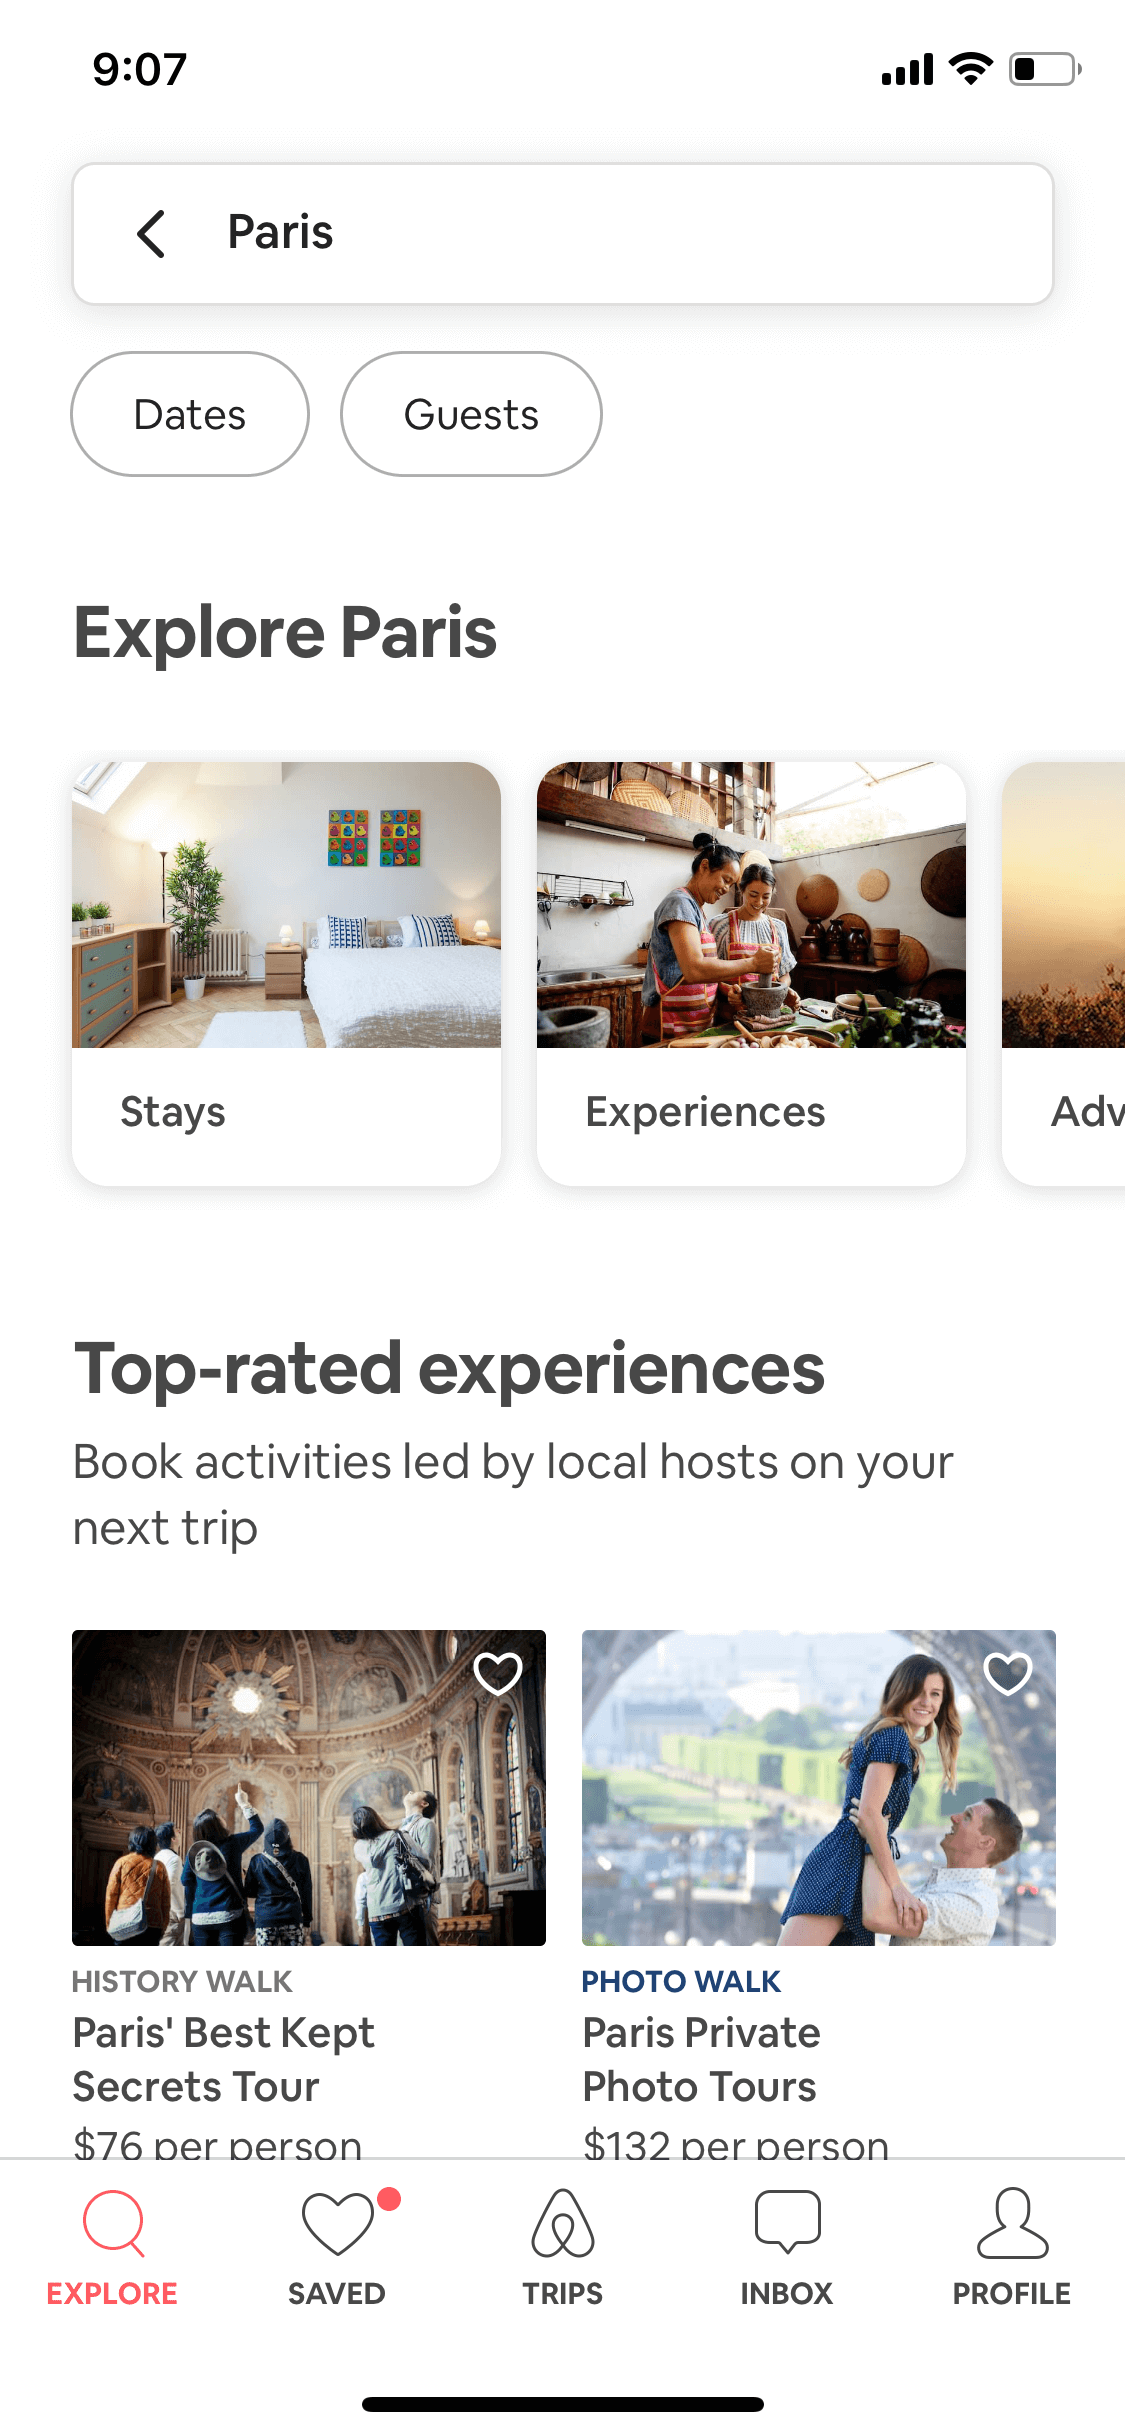 9:07
Paris
Dates
Guests
Explore Paris
Stays
Experiences
Adv
Top-rated experiences
Book activities led by local hosts on your
next trip
HISTORY WALK
Paris' Best Kept
Secrets Tour
$76 per person
PHOTO WALK
Paris Private
Photo Tours
$132 per person
EXPLORE
SAVED
TRIPS
INBOX
PROFILE